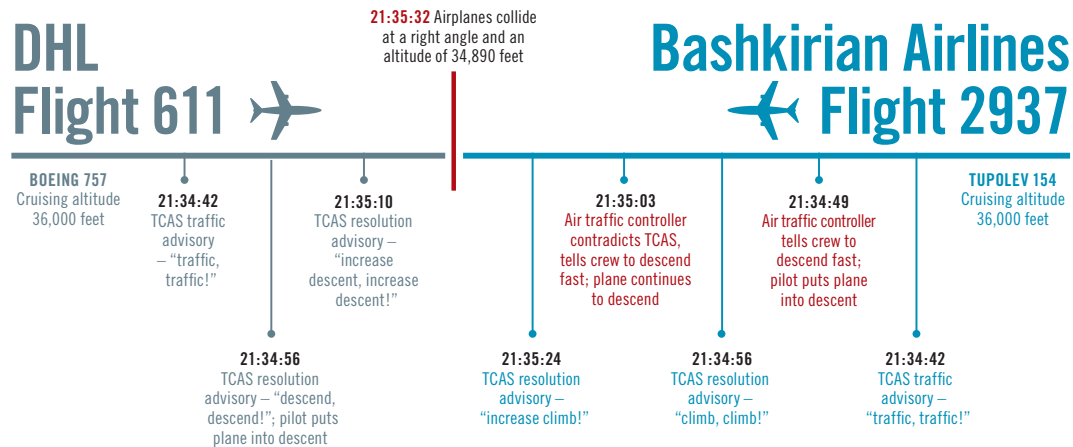 DHL
Flight 611
21:35:32 Airplanes collide
at a right angle and an
altitude of 34,890 feet
Bashkirian Airlines
Flight 2937
BOEING 757
Cruising altitude
36,000 feet
21:34:42
TCAS traffic
advisory
– “traffic,
traffic!”
21:35:10
TCAS resolution
advisory –
“increase
descent, increase
descent!”
21:35:03
Air traffic controller
contradicts TCAS,
tells crew to descend
fast; plane continues
to descend
21:34:49
Air traffic controller
tells crew to
descend fast;
pilot puts plane
into descent
TUPOLEV 154
Cruising altitude
36,000 feet
21:34:56
TCAS resolution
advisory – “descend,
descend!”; pilot puts
plane into descent
21:35:24
TCAS resolution
advisory –
“increase climb!”
21:34:56
TCAS resolution
advisory –
“climb, climb!”
21:34:42
TCAS traffic
advisory –
“traffic, traffic!”